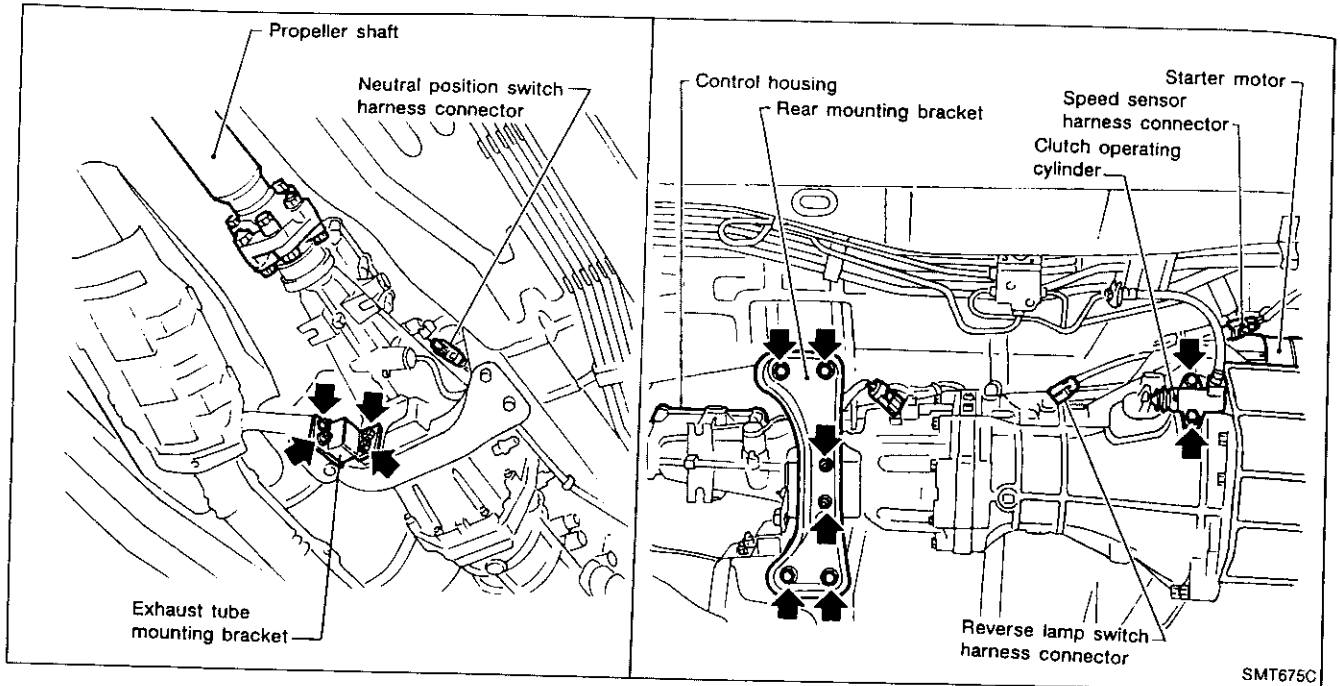 Propeller shaft
Neutral position switch
harness connector
Exhaust tube
mounting bracket
Control housing
Rear mounting bracket
Starter motor
Speed sensor
harness connector
Clutch operating
cylinder
Reverse lamp switch
harness connector
SMT675C